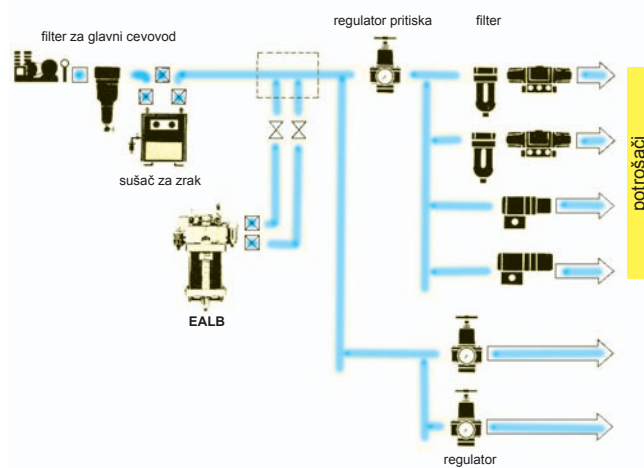 regulator pritiska
filter
filter za glavni cevovod
sušač za zrak
EALB
potrošači
regulator